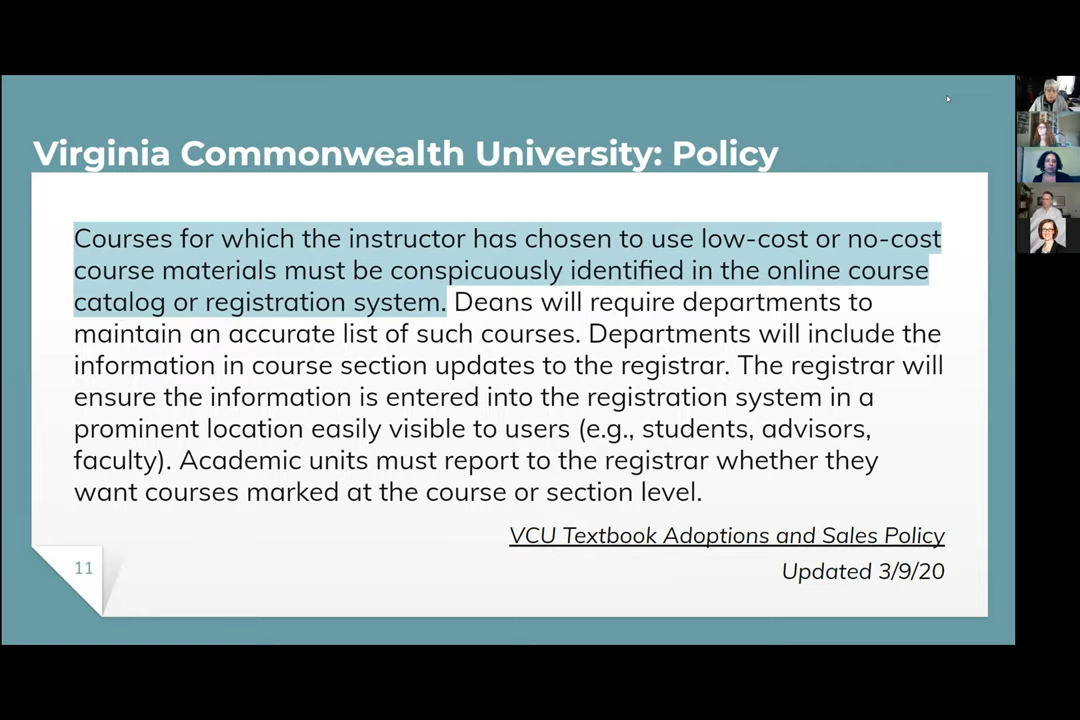 Virginia Commonwealth University: Policy
Courses for which the instructor has chosen to use low-cost or no-cost
course materials must be conspicuously identified in the online course
catalog or registration system. Deans will require departments to
maintain an accurate list of such courses. Departments will include the
information in course section updates to the registrar. The registrar will
ensure the information is entered into the registration system in a
prominent location easily visible to users (e.g., students, advisors,
faculty). Academic units must report to the registrar whether they
want courses marked at the course or section level.
VCU Textbook Adoptions and Sales Policy
Updated 3/9/20
11